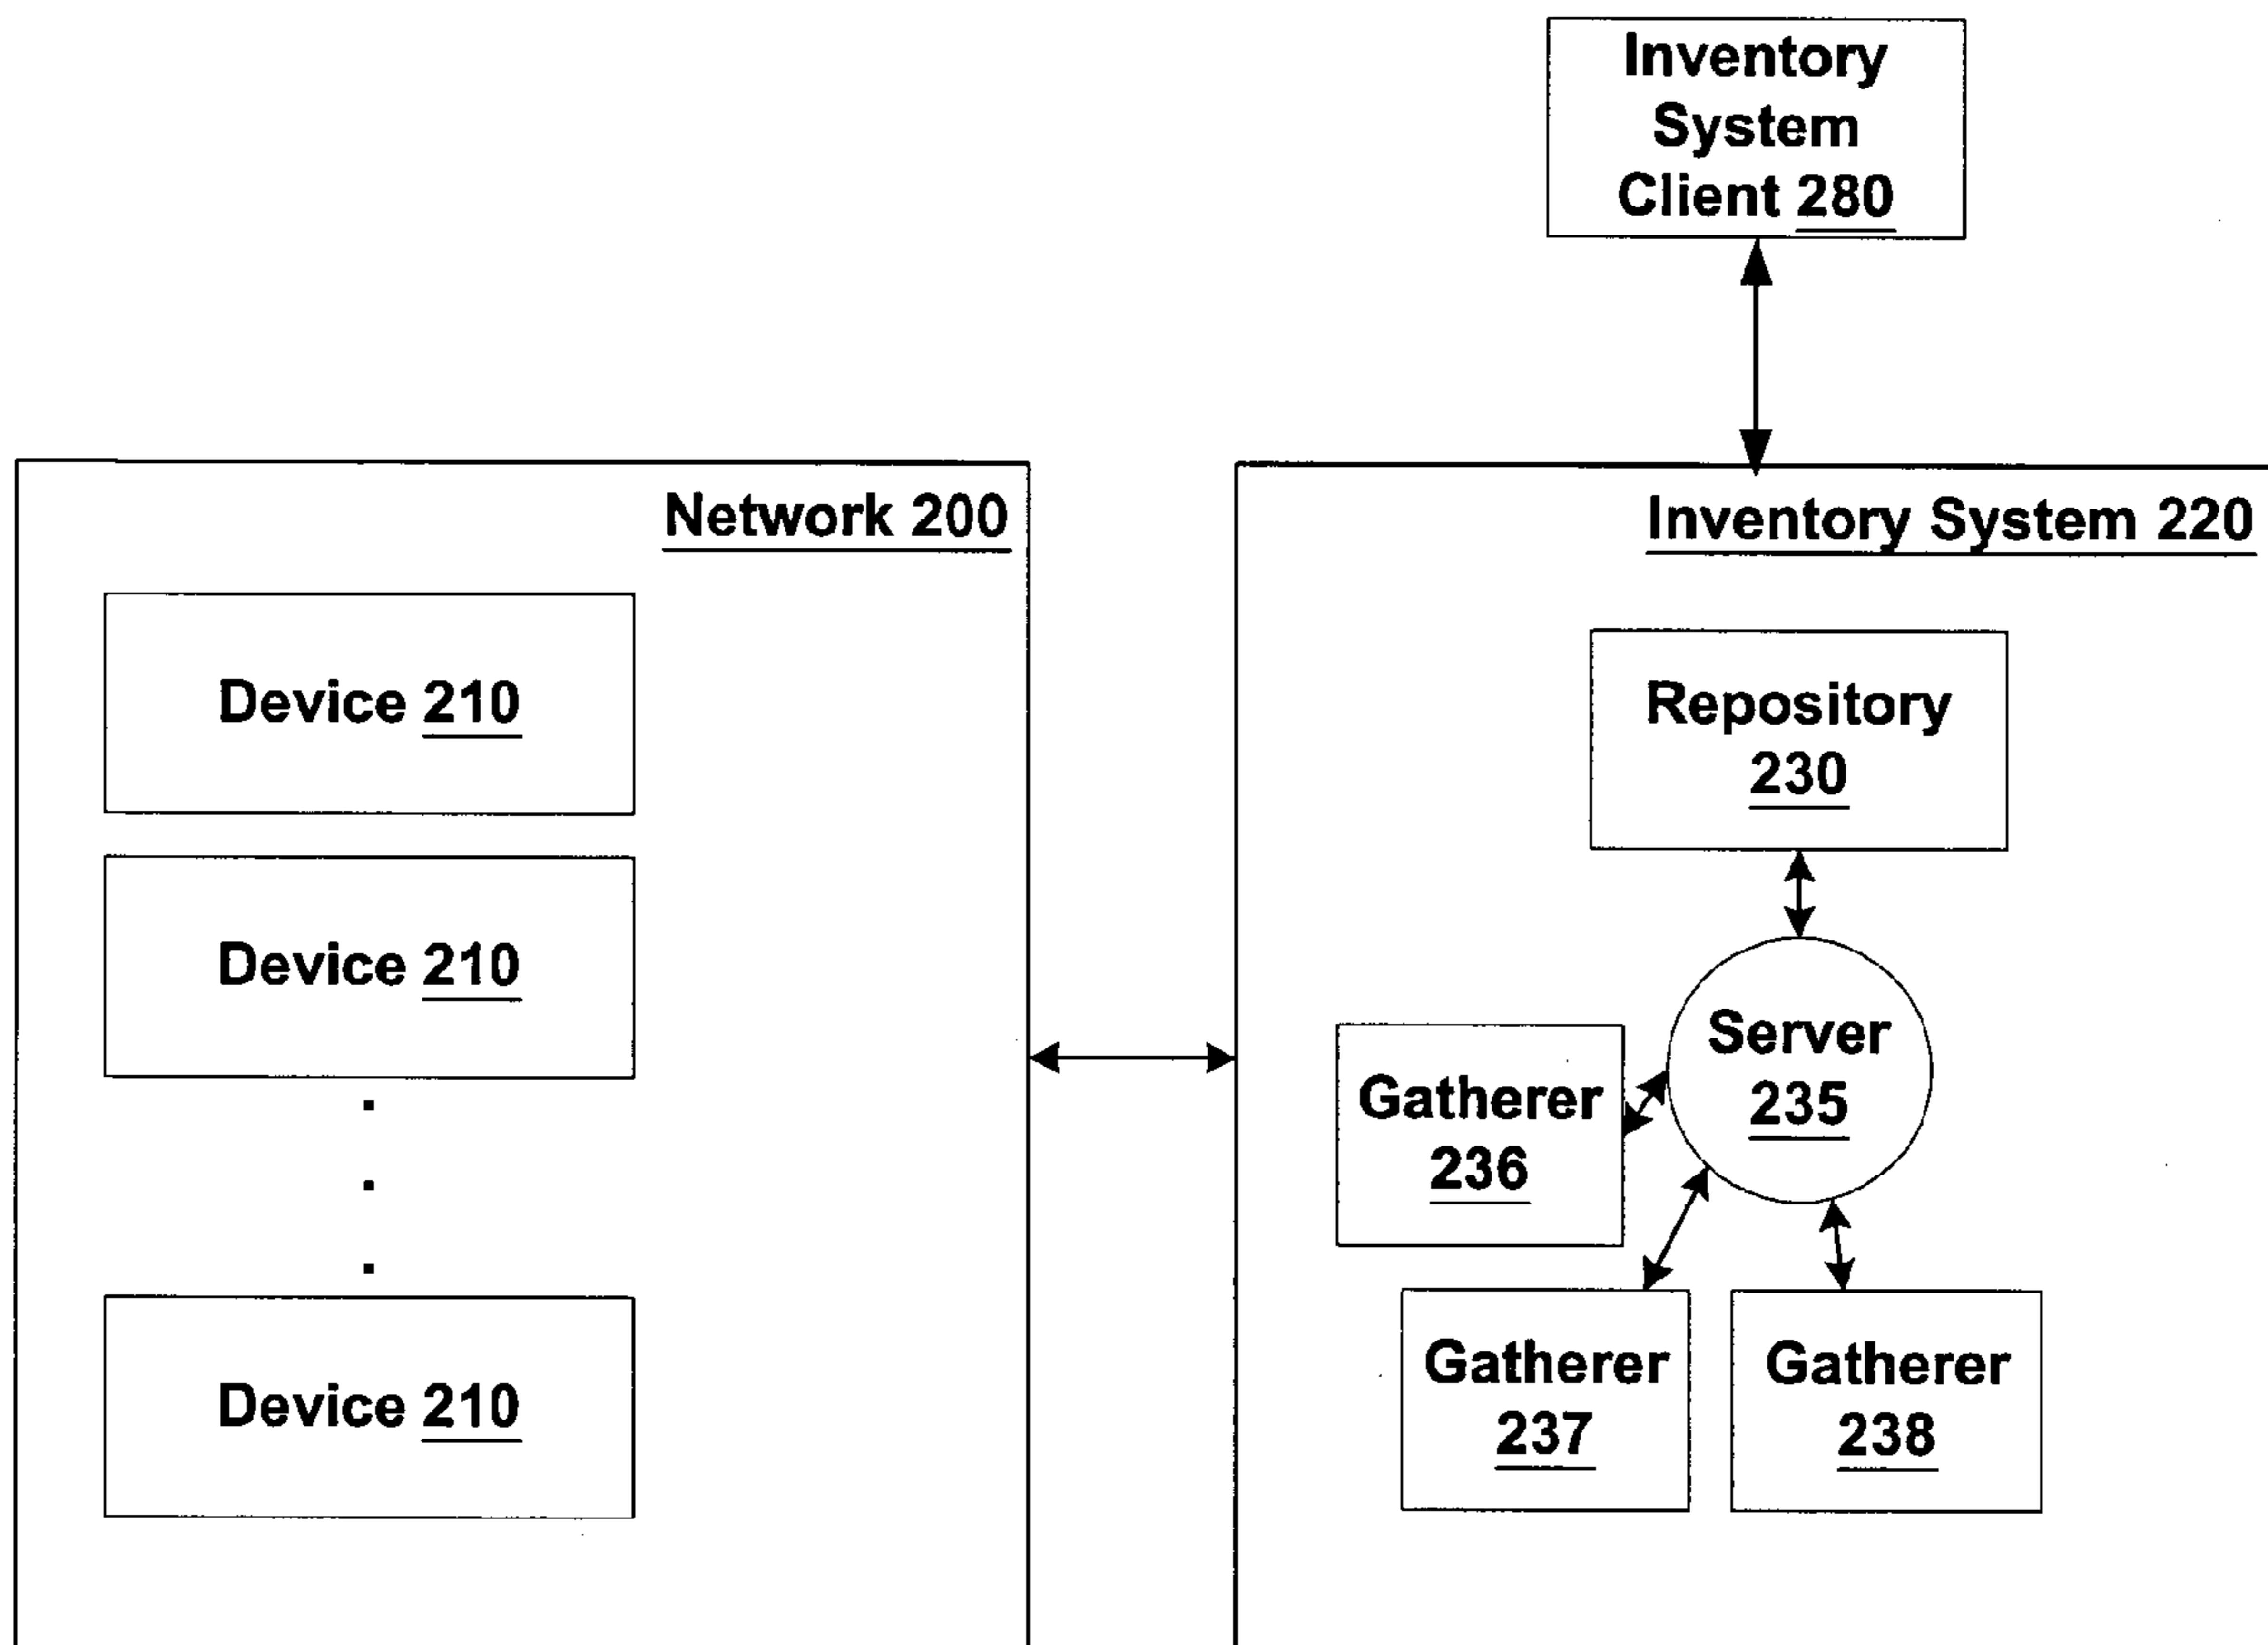 Inventory
System
Client 280
Network 200
Device 210
Device 210
Device 210
Inventory System 220
Repository
230
Server
235
Gatherer
236
Gatherer
237
Gatherer
238